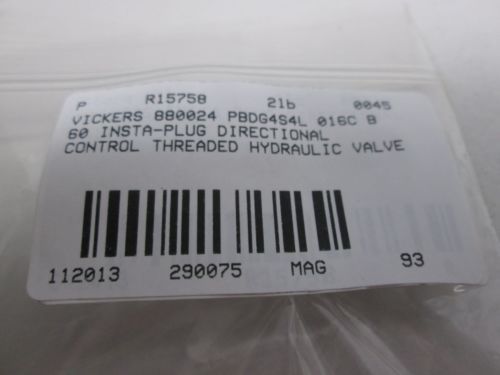 P R15758 21b 0045
VICKERS 880024 PBDG4S4L 016C B
60 INSTA-PLUG DIRECTIONAL
CONTROL THREADED HYDRAULIC VALVE
112013 290075 MAG 93